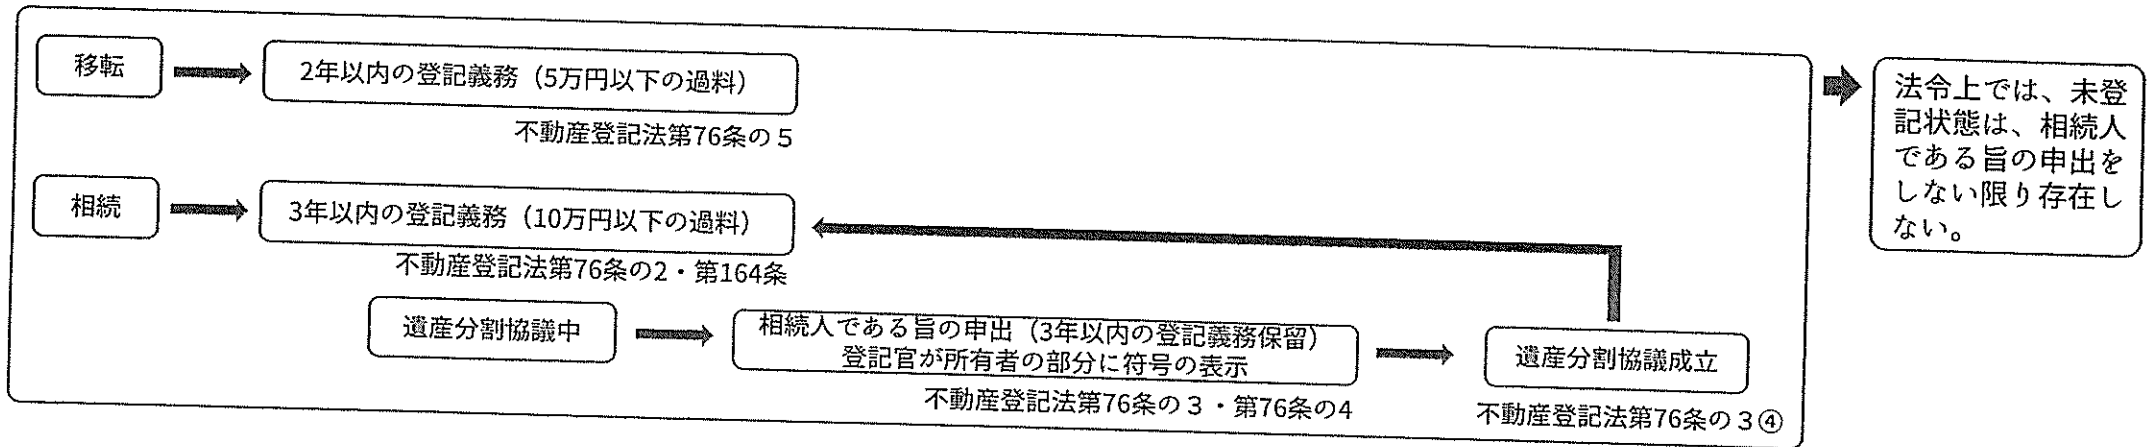 移転
2年以内の登記義務（5万円以下の過料）
不動産登記法第76条の５
相続
3年以内の登記義務（10万円以下の過料）
不動産登記法第76条の2・第164条
遺産分割協議中
相続人である旨の申出（3年以内の登記義務保留）
登記官が所有者の部分に符号の表示
不動産登記法第76条の３・第76条の4
遺産分割協議成立
不動産登記法第76条の３④
法令上では、未登
記状態は、相続人
である旨の申出を
しない限り存在し
ない。